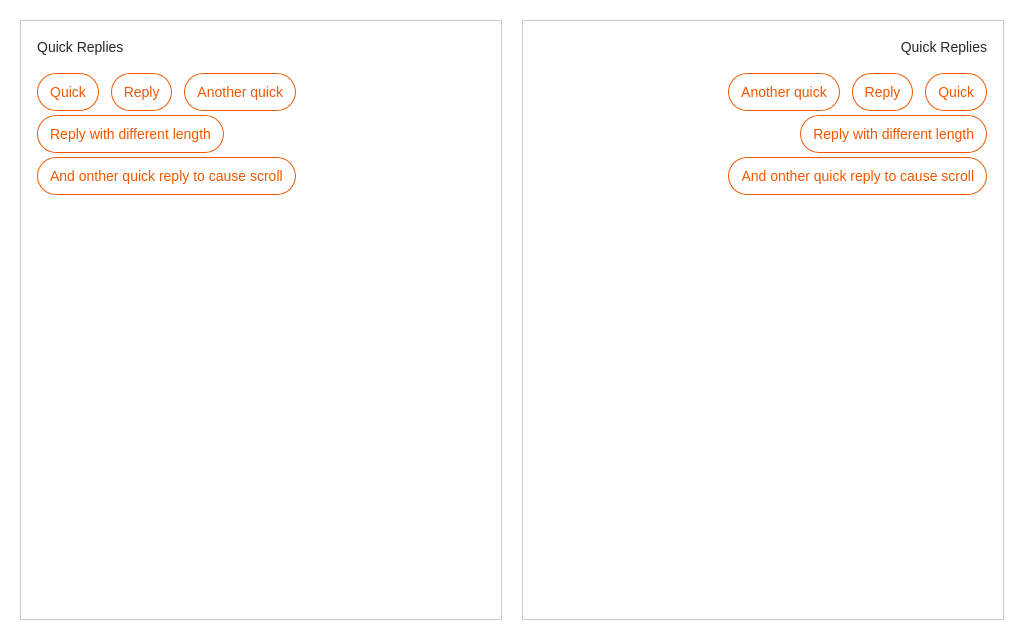 Quick Replies
Quick Reply Another quick
Reply with different length
And onther quick reply to cause scroll
Quick Replies
Another quick Reply Quick
Reply with different length
And onther quick reply to cause scroll